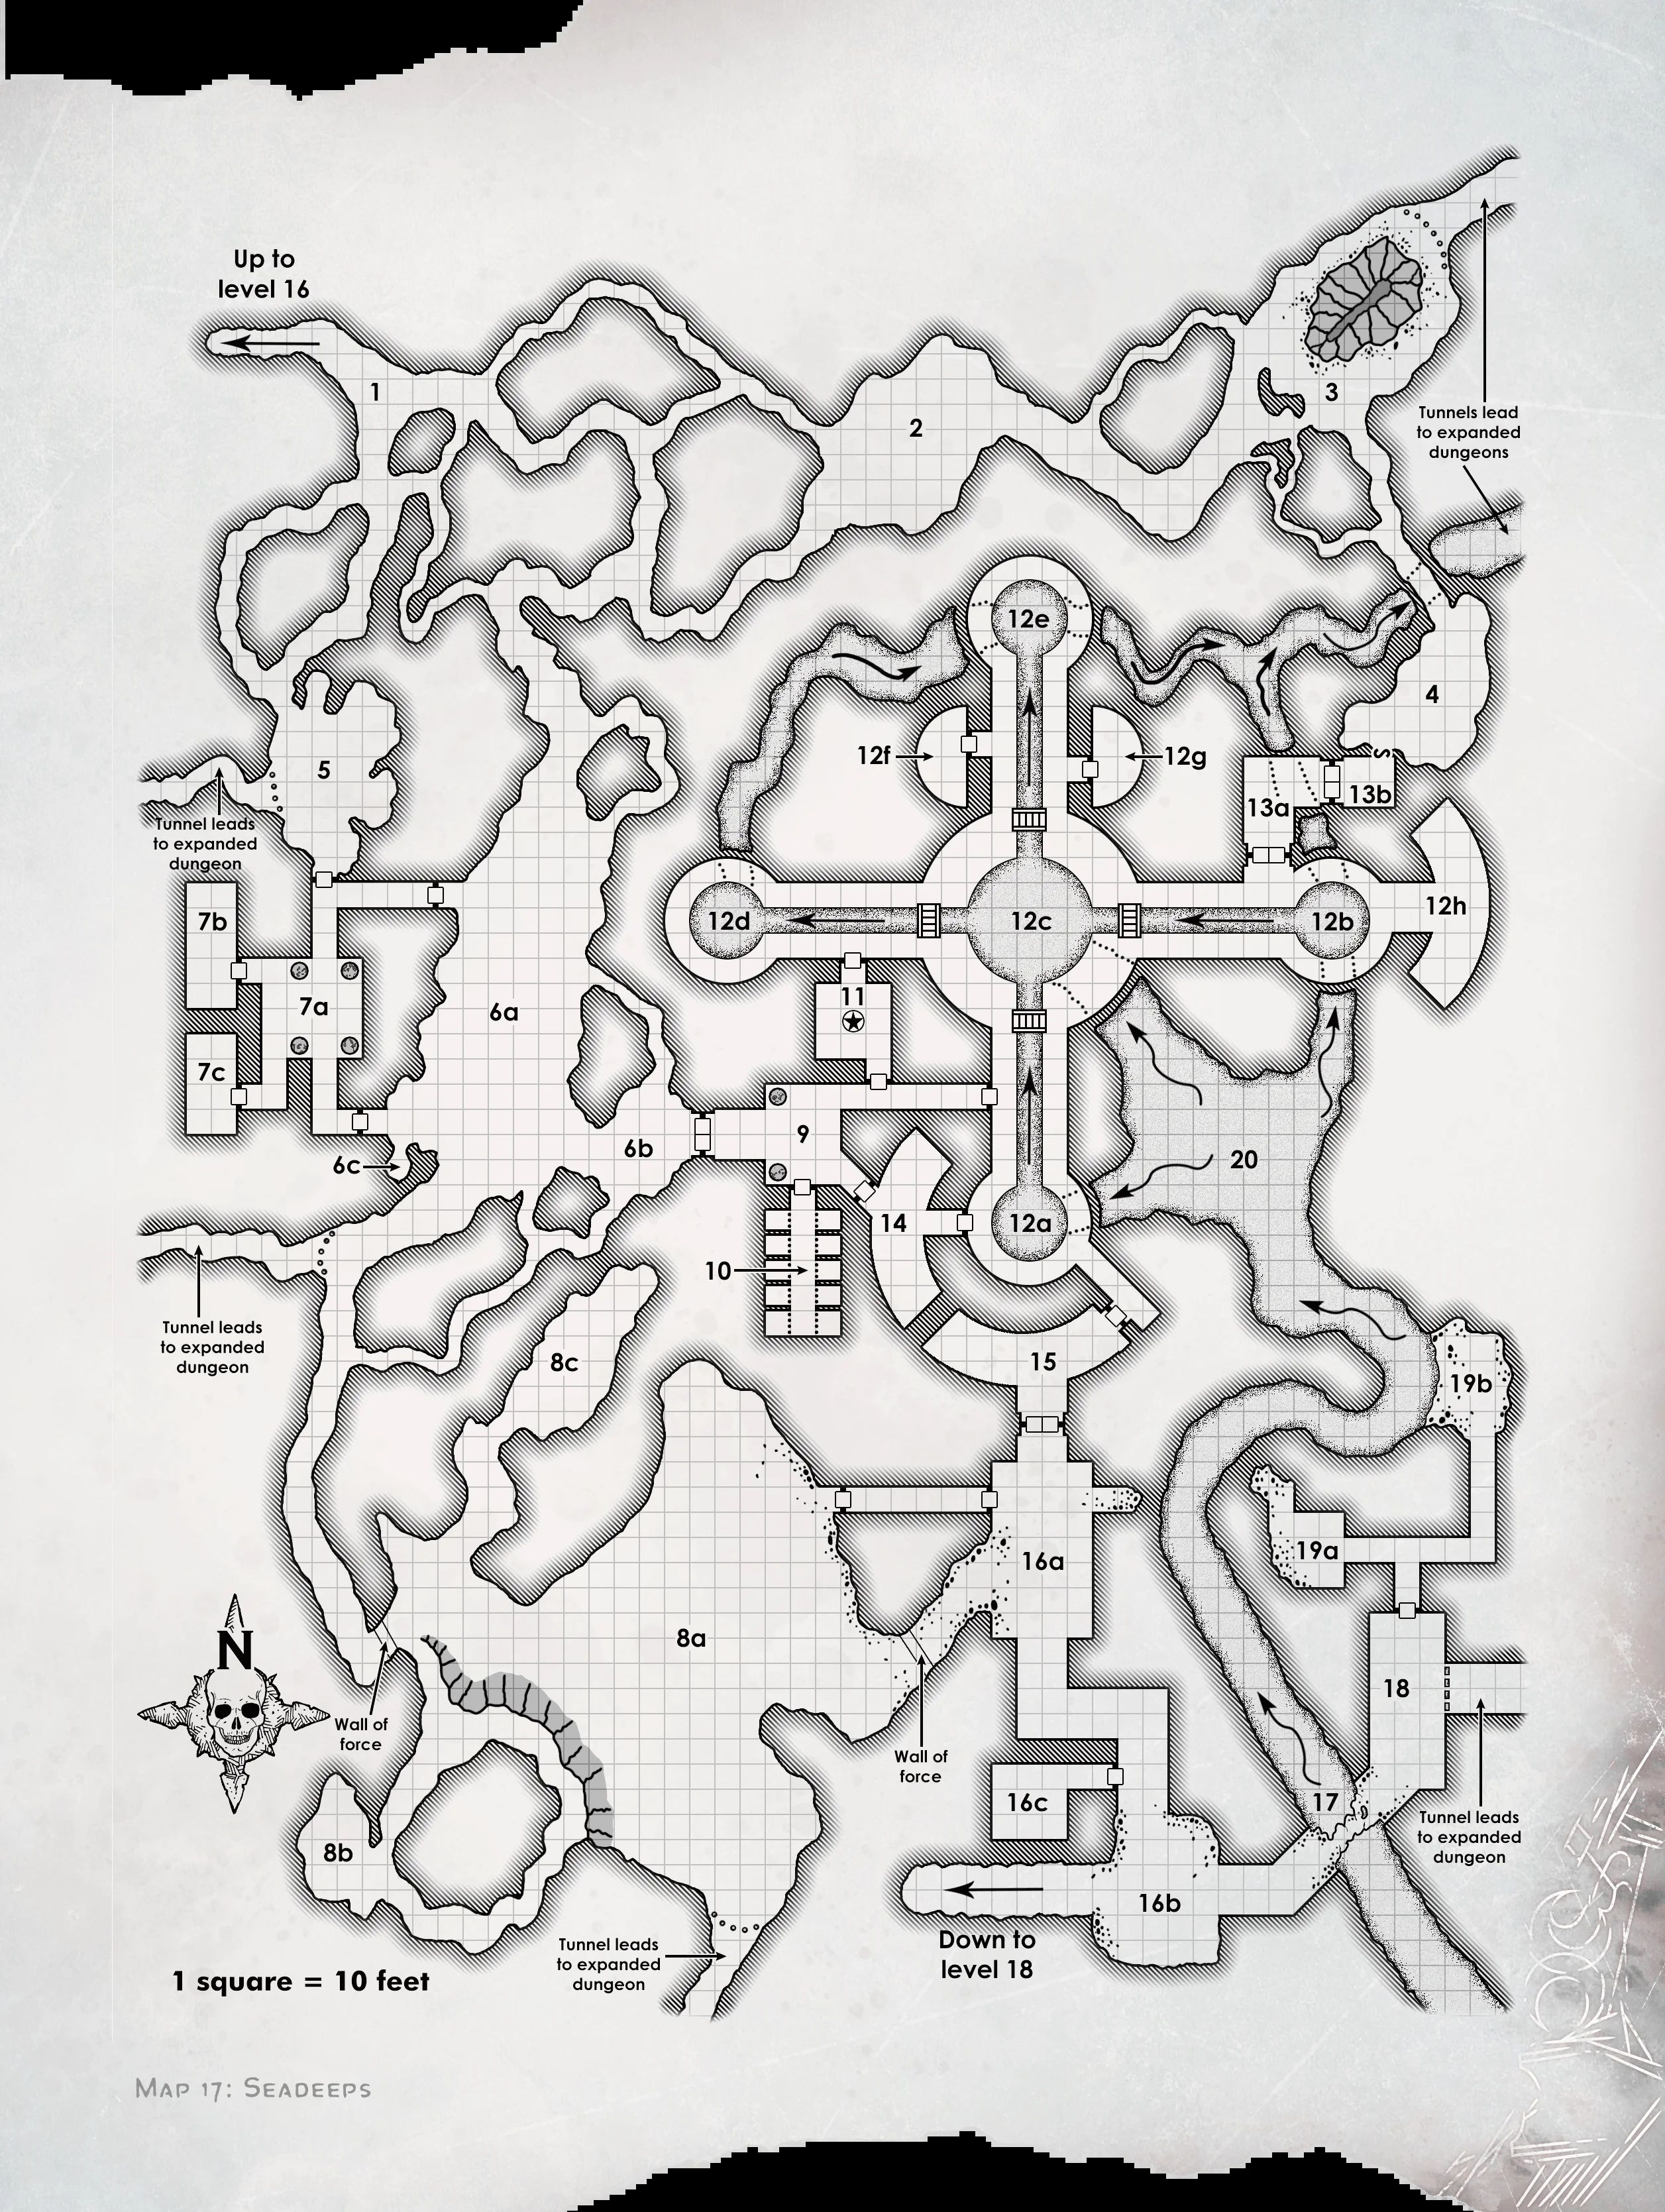 Up to
level 16
1
2
3
Tunnels lead
to expanded
dungeons
12e
4
12f
12g
5
13a
13b
Tunnel leads
to expanded
dungeon
S
7b
12d
12c
12b
12h
11
7a
6a
7c
9
6b
6c
20
14
12a
10
Tunnel leads
to expanded
dungeon
8c
15
19b
16a
19a
N
8a
18
Wall of
force
Wall of
force
16c
17
Tunnel leads
to expanded
dungeon
8b
16b
Down to
level 18
Tunnel leads
to expanded
dungeon
1 square = 10 feet
Map 17: Seadeeps